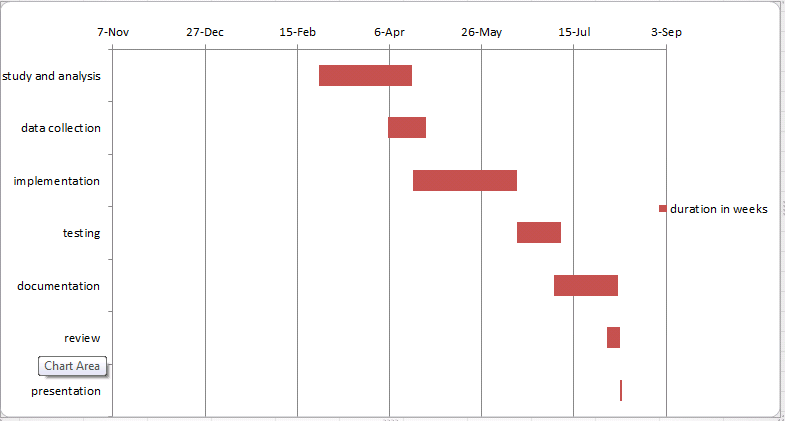 7-Nov 27-Dec 15-Feb 6-Apr 26-May 15-Jul 3-Sep
study and analysis
data collection
implementation
duration in weeks
testing
documentation
review
Chart Area
presentation